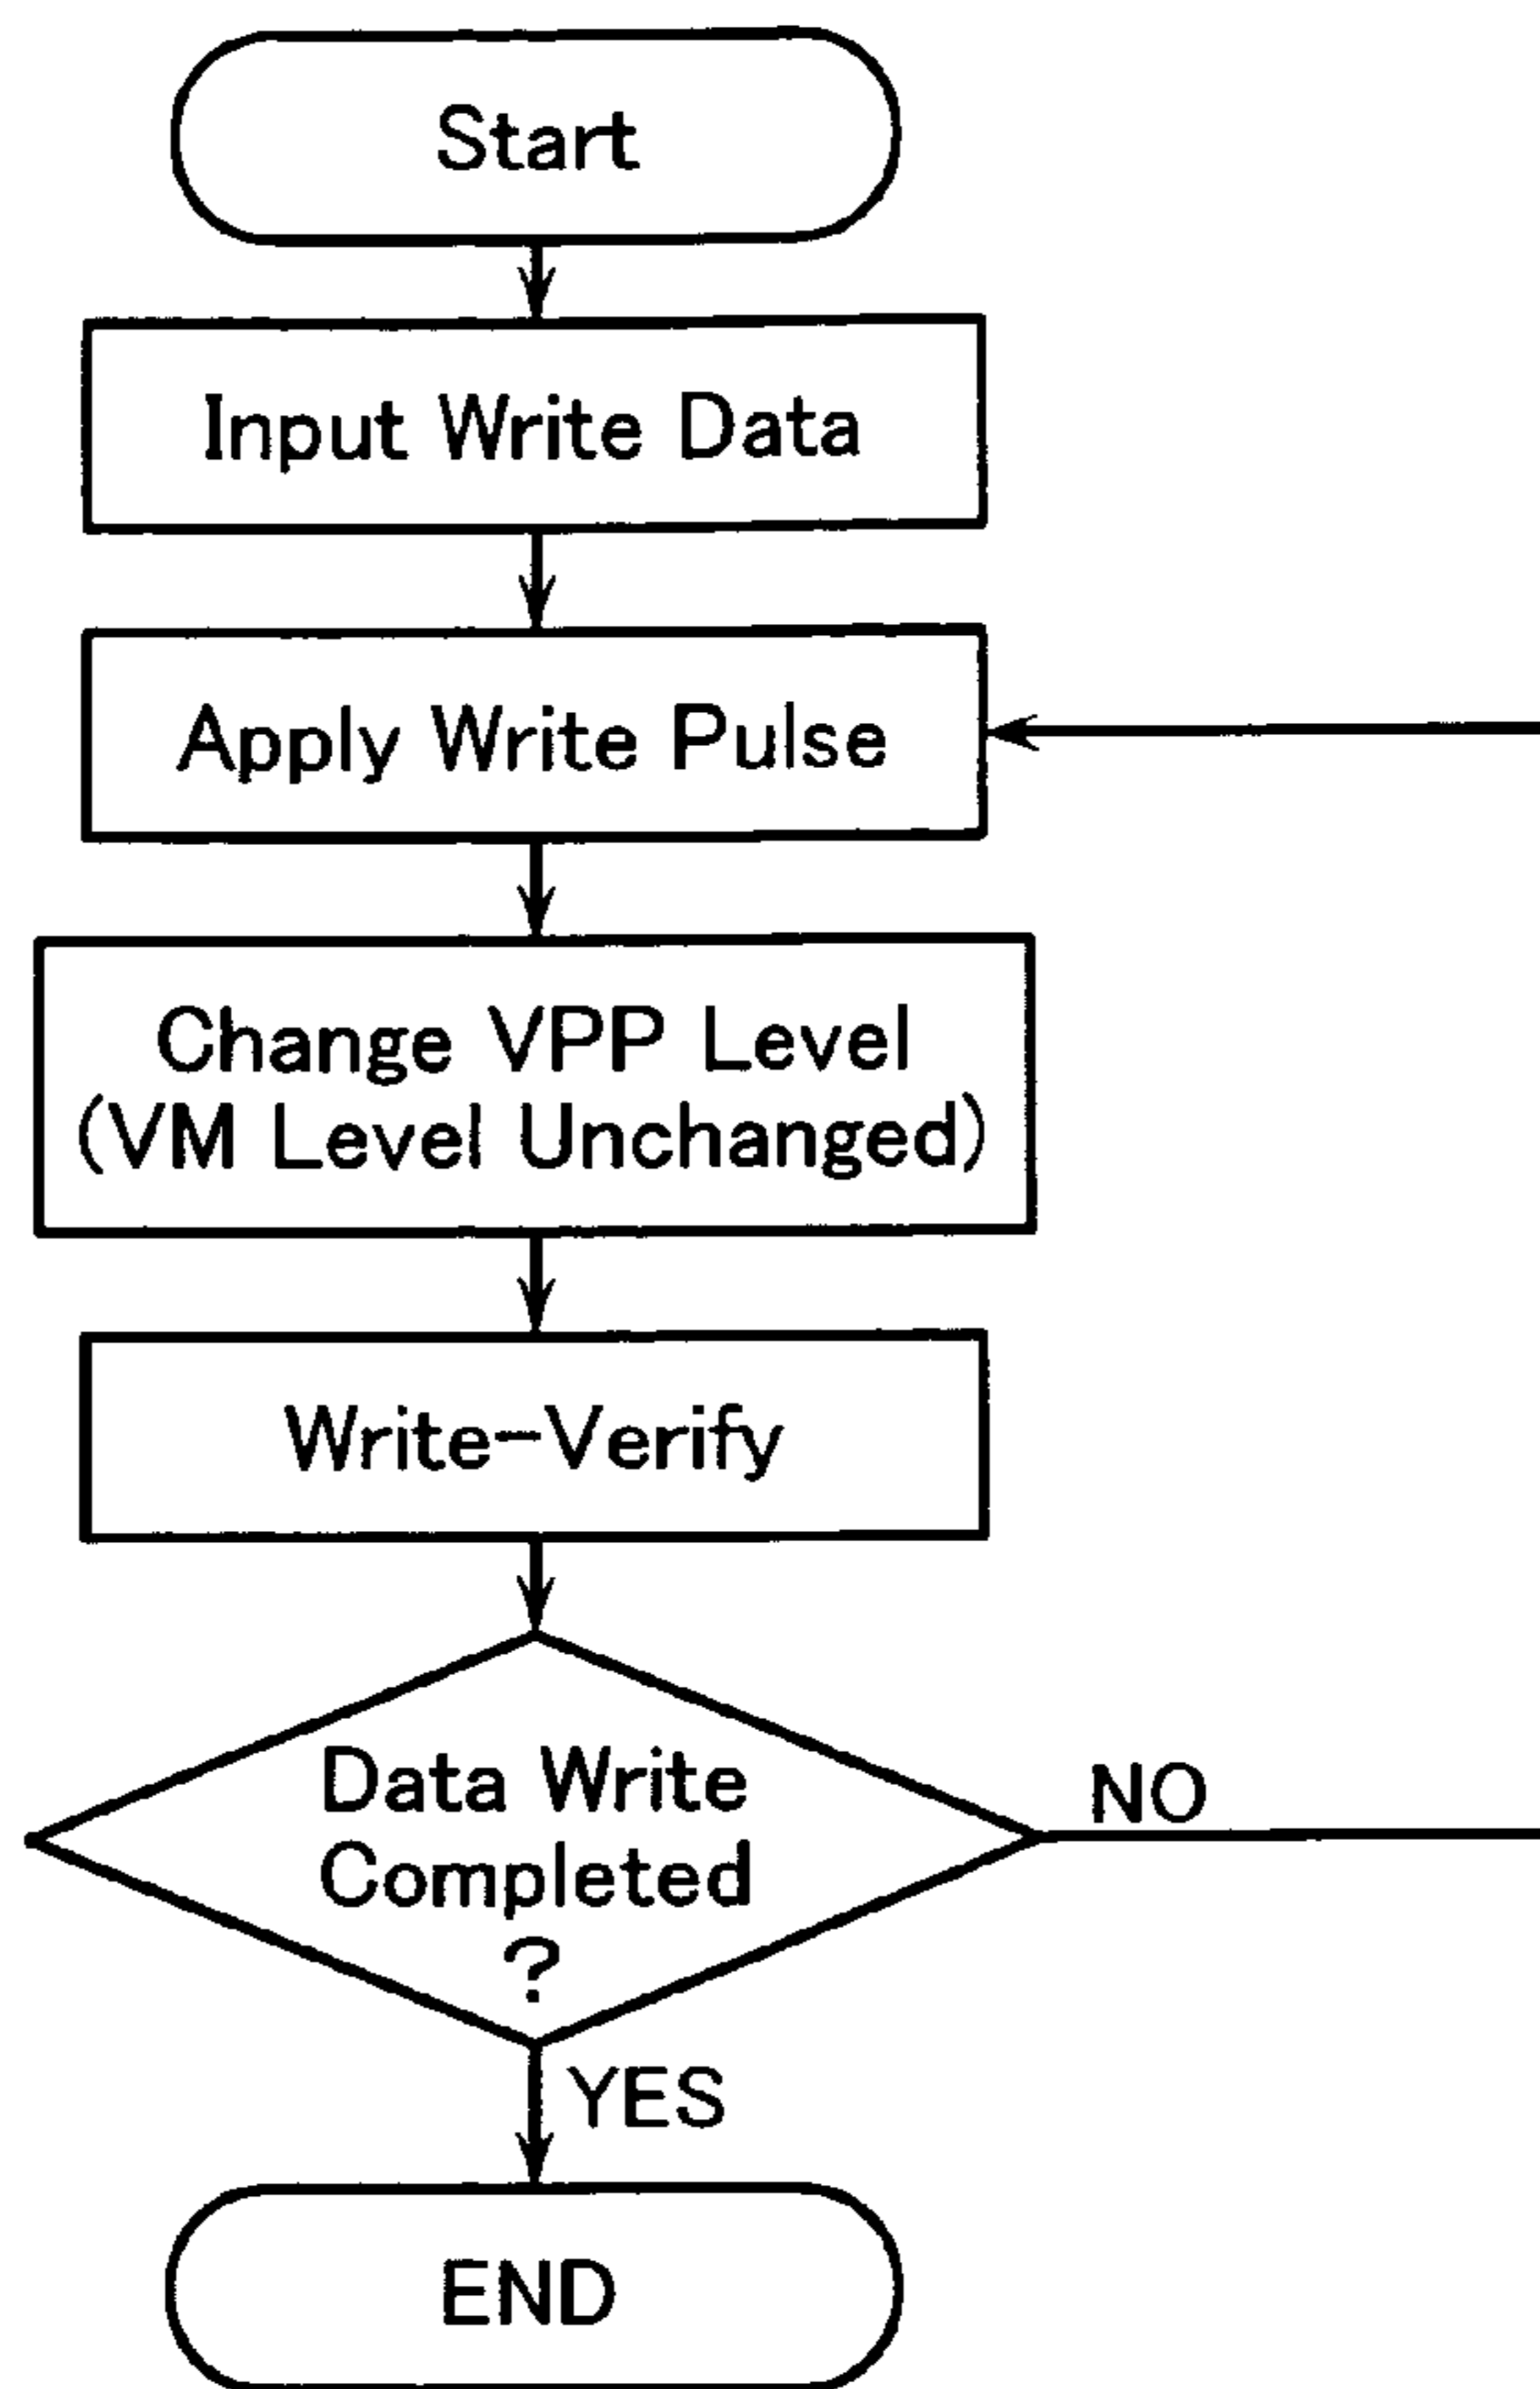 Start
Input Write Data
Apply Write Pulse
Change VPP Level
(VM Level Unchanged)
Write-Verify
Data Write
Completed
?
NO
YES
END